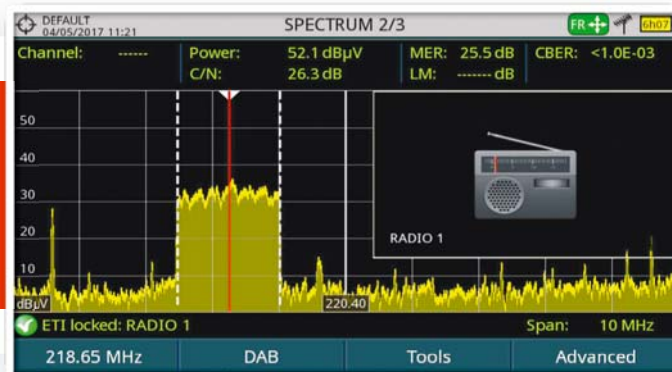 DEFAULT
04/05/2017 11:21
SPECTRUM 2/3
FR
6h07
Channel: ------
Power: 52.1 dBµV
MER: 25.5 dB
CBER: <1.0E-03
C/N: 26.3 dB
LM: ------- dB
50
40
30
20
10
RADIO 1
dBµV
220.40
ETI locked: RADIO 1
Span: 10 MHz
218.65 MHz
DAB
Tools
Advanced